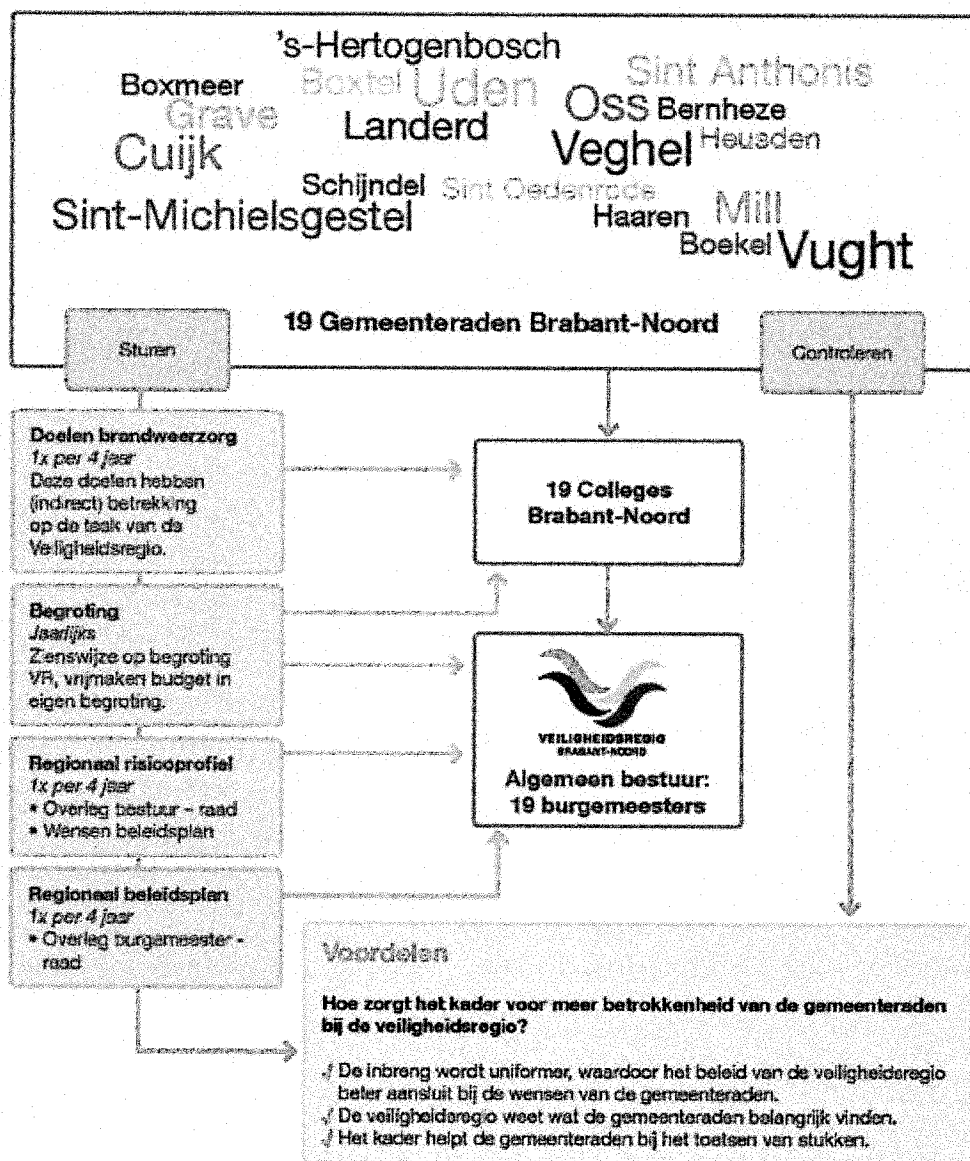 's-Hertogenbosch
Boxmeer
Boxtel
Uden
Sint Anthonis
Grave
Oss
Bernheze
Landerd
Cuijk
Veghel
Heusden
Schijndel
Sint Oedenrode
Sint-Michielsgestel
Haaren
Mill
Boekel
Vught
19 Gemeenteraden Brabant-Noord
Sturen
Controleren
Doelen brandweerzorg
1x per 4 jaar
Deze doelen hebben
(indirect) betrekking
op de taak van de
Veiligheidsregio.
19 Colleges
Brabant-Noord
Begroting
Jaarlijks
Zienswijze op begroting
VR, vrijmaken budget in
eigen begroting.
VEILIGHEIDSREGIO
BRABANT-NOORD
Algemeen bestuur:
19 burgemeesters
Regionaal risicoprofiel
1x per 4 jaar
• Overleg bestuur – raad
• Wensen beleidsplan
Regionaal beleidsplan
1x per 4 jaar
• Overleg burgemeester -
raad
Voordelen
Hoe zorgt het kader voor meer betrokkenheid van de gemeenteraden
bij de veiligheidsregio?
√ De inbreng wordt uniformer, waardoor het beleid van de veiligheidsregio
beter aansluit bij de wensen van de gemeenteraden.
√ De veiligheidsregio weet wat de gemeenteraden belangrijk vinden.
√ Het kader helpt de gemeenteraden bij het toetsen van stukken.